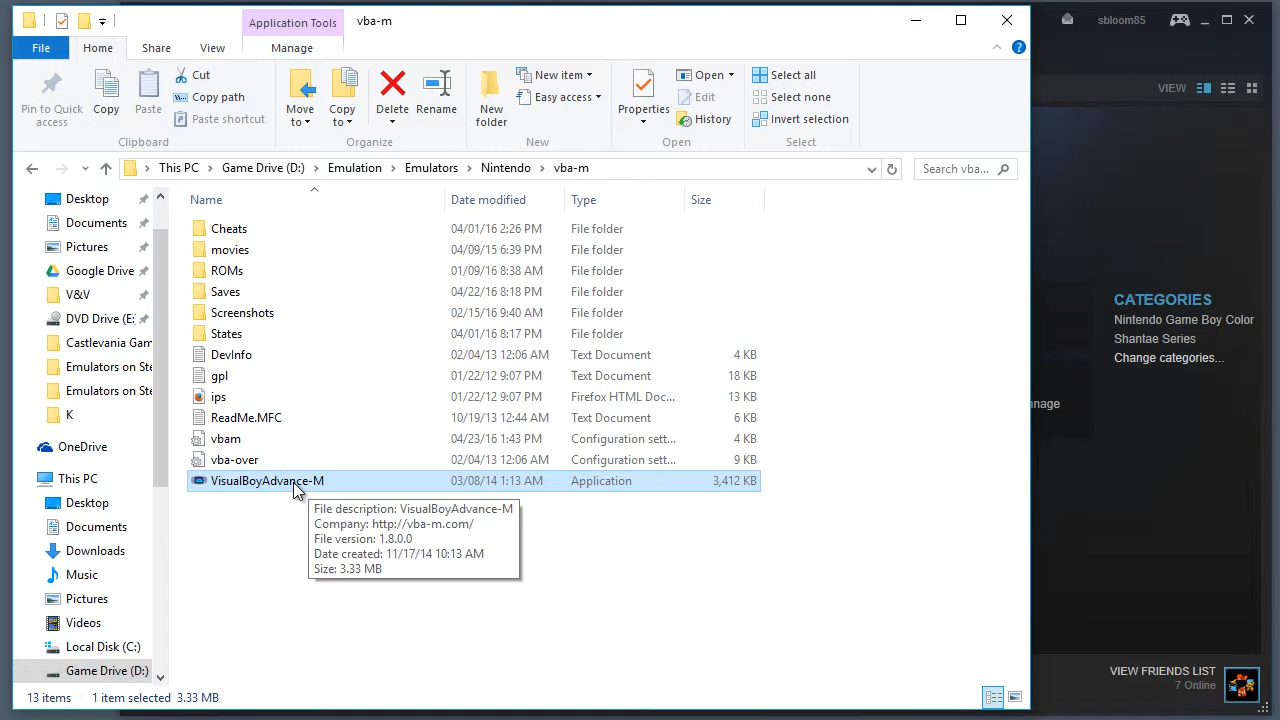 Application Tools
vba-m
sbloom85
File
Home
Share
View
Manage
Pin to Quick
access
Copy
Paste
Cut
Copy path
Paste shortcut
Clipboard
Move
to
Copy
to
Delete
Rename
Organize
New
folder
New item
Easy access
New
Properties
Open
Edit
History
Open
Select all
Select none
Invert selection
Select
VIEW
This PC
Game Drive (D:)
Emulation
Emulators
Nintendo
vba-m
Search vba...
Desktop
Documents
Pictures
Google Drive
V&V
DVD Drive (E:
Castlevania Gam
Emulators on Ste
Emulators on Ste
K
OneDrive
This PC
Desktop
Documents
Downloads
Music
Pictures
Videos
Local Disk (C:)
Game Drive (D:)
Name Date modified Type Size
Cheats 04/01/16 2:26 PM File folder
movies 04/09/15 6:39 PM File folder
ROMs 01/09/16 8:38 AM File folder
Saves 04/22/16 8:18 PM File folder
Screenshots 02/15/16 9:40 AM File folder
States 04/01/16 8:17 PM File folder
DevInfo 02/04/13 12:06 AM Text Document 4 KB
gpl 01/22/12 9:07 PM Text Document 18 KB
ips 01/22/12 9:07 PM Firefox HTML Doc... 13 KB
ReadMe.MFC 10/19/13 12:44 AM Text Document 6 KB
vbam 04/23/16 1:43 PM Configuration sett... 4 KB
vba-over 02/04/13 12:06 AM Configuration sett... 9 KB
VisualBoyAdvance-M 03/08/14 1:13 AM Application 3,412 KB
File description: VisualBoyAdvance-M
Company: http://vba-m.com/
File version: 1.8.0.0
Date created: 11/17/14 10:13 AM
Size: 3.33 MB
CATEGORIES
Nintendo Game Boy Color
Shantae Series
Change categories...
anage
VIEW FRIENDS LIST
7 Online
13 items
1 item selected 3.33 MB